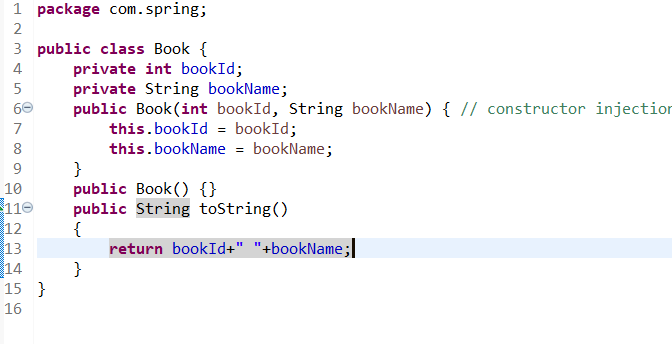 1 package com.spring;
2
3 public class Book {
4     private int bookId;
5     private String bookName;
6     public Book(int bookId, String bookName) { // constructor injection
7         this.bookId = bookId;
8         this.bookName = bookName;
9     }
10     public Book() {}
11     public String toString()
12     {
13         return bookId+" "+bookName;
14     }
15 }
16